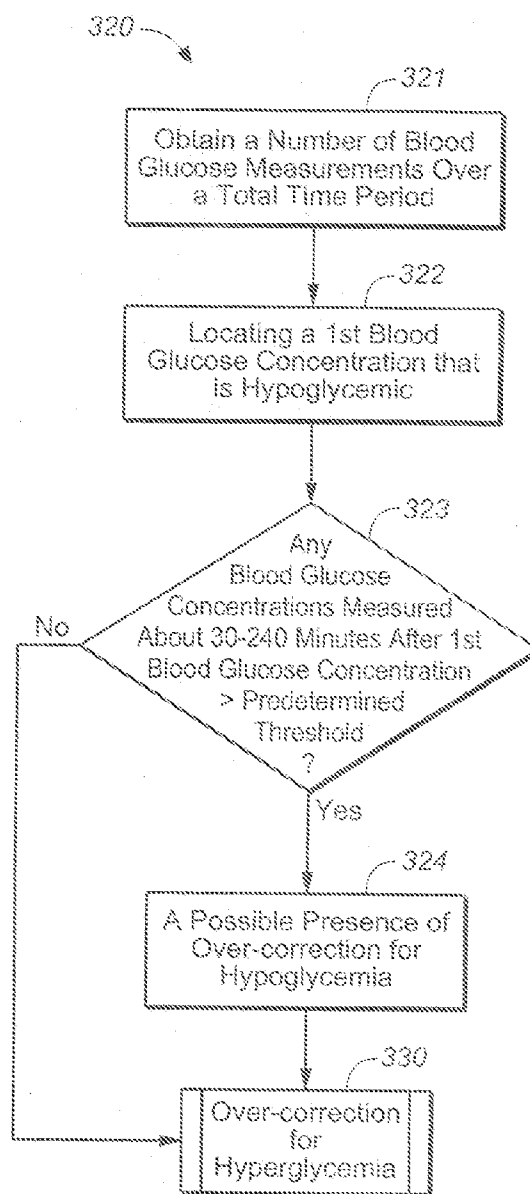 320
321
Obtain a Number of Blood
Glucose Measurements Over
a Total Time Period
322
Locating a 1st Blood
Glucose Concentration that
is Hypoglycemic
323
Any
Blood Glucose
Concentrations Measured
About 30-240 Minutes After 1st
Blood Glucose Concentration
> Predetermined
Threshold
?
No
Yes
324
A Possible Presence of
Over-correction for
Hypoglycemia
330
Over-correction
for
Hyperglycemia